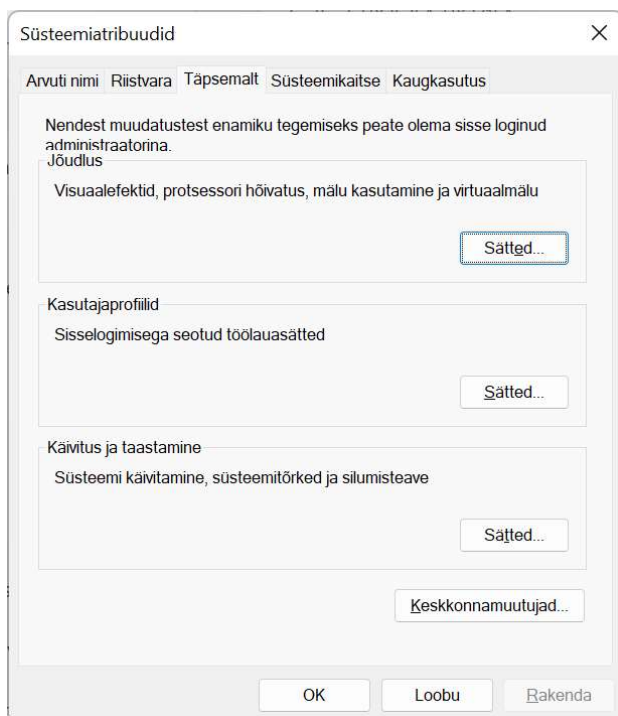 Süsteemiatribuudid
Arvuti nimi Riistvara Täpsemalt Süsteemikaitse Kaugkasutus
Nendest muudatustest enamiku tegemiseks peate olema sisse loginud
administraatorina.
Jõudlus
Visuaalefektid, protsessori hõivatus, mälu kasutamine ja virtuaalmälu
Sätted...
Kasutajaprofiilid
Sisselogimisega seotud töölauasätted
Sätted...
Käivitus ja taastamine
Süsteemi käivitamine, süsteemitõrked ja silumisteave
Sätted...
Keskkonnamuutujad...
OK Loobu Rakenda